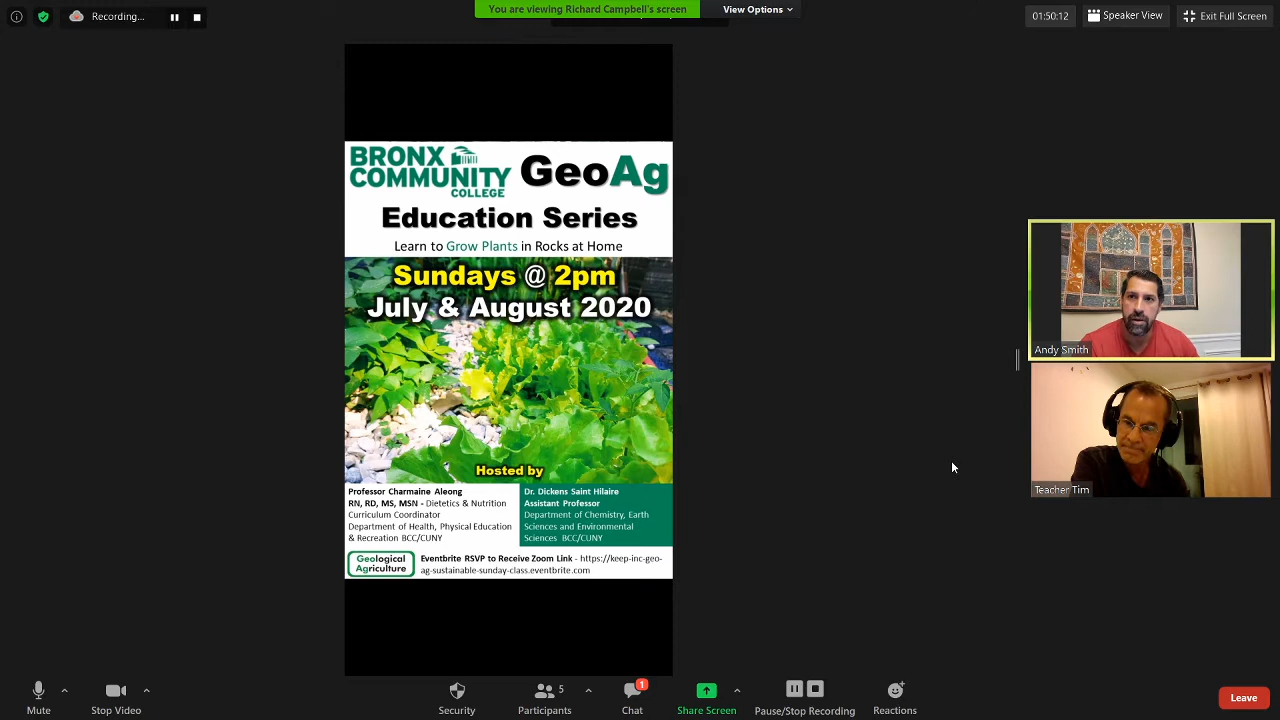 Recording...
You are viewing Richard Campbell's screen
View Options
01:50:12
Speaker View
Exit Full Screen
BRONX
COMMUNITY
COLLEGE
GeoAg
Education Series
Learn to Grow Plants in Rocks at Home
Sundays @ 2pm
July & August 2020
Hosted by
Professor Charmaine Aleong
RN, RD, MS, MSN - Dietetics & Nutrition
Curriculum Coordinator
Department of Health, Physical Education
& Recreation BCC/CUNY
Dr. Dickens Saint Hilaire
Assistant Professor
Department of Chemistry, Earth
Sciences and Environmental
Sciences BCC/CUNY
Geological
Agriculture
Eventbrite RSVP to Receive Zoom Link - https://keep-inc-geo-
ag-sustainable-sunday-class.eventbrite.com
Andy Smith
Teacher Tim
Mute
Stop Video
Security
5
Participants
1
Chat
Share Screen
Pause/Stop Recording
Reactions
Leave